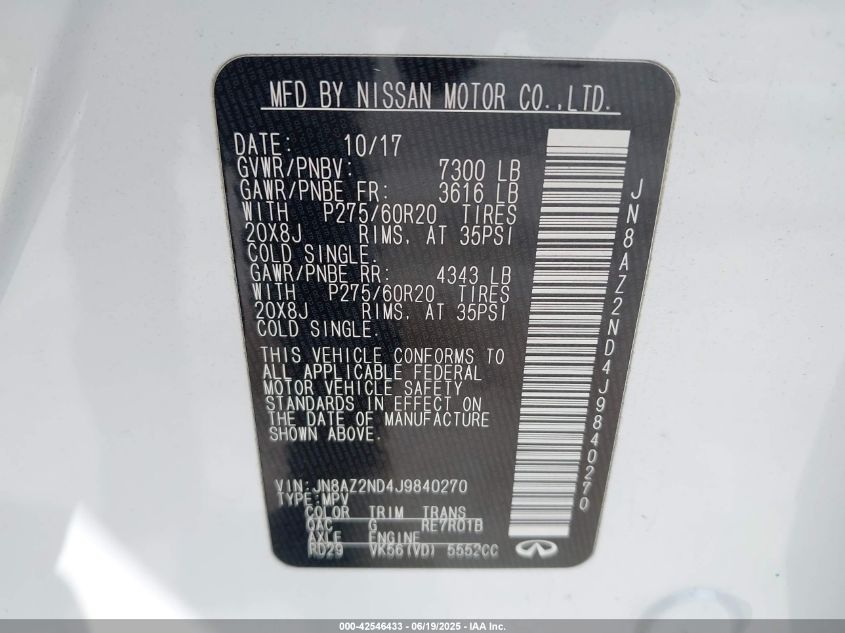 MFD BY NISSAN MOTOR CO.,LTD.
DATE: 10/17
GVWR/PNBV: 7300 LB
GAWR/PNBE FR: 3616 LB
WITH P275/60R20 TIRES
20X8J RIMS, AT 35PSI
COLD SINGLE.
GAWR/PNBE RR: 4343 LB
WITH P275/60R20 TIRES
20X8J RIMS, AT 35PSI
COLD SINGLE.
THIS VEHICLE CONFORMS TO
ALL APPLICABLE FEDERAL
MOTOR VEHICLE SAFETY
STANDARDS IN EFFECT ON
THE DATE OF MANUFACTURE
SHOWN ABOVE.
VIN:JN8AZ2ND4J9840270
TYPE:MPV
COLOR TRIM TRANS
QAC G RE7R01B
AXLE ENGINE
RD29 VK56(VD) 5552CC
JN8AZ2ND4J9840270
000-42546433 - 06/19/2025 - IAA Inc.